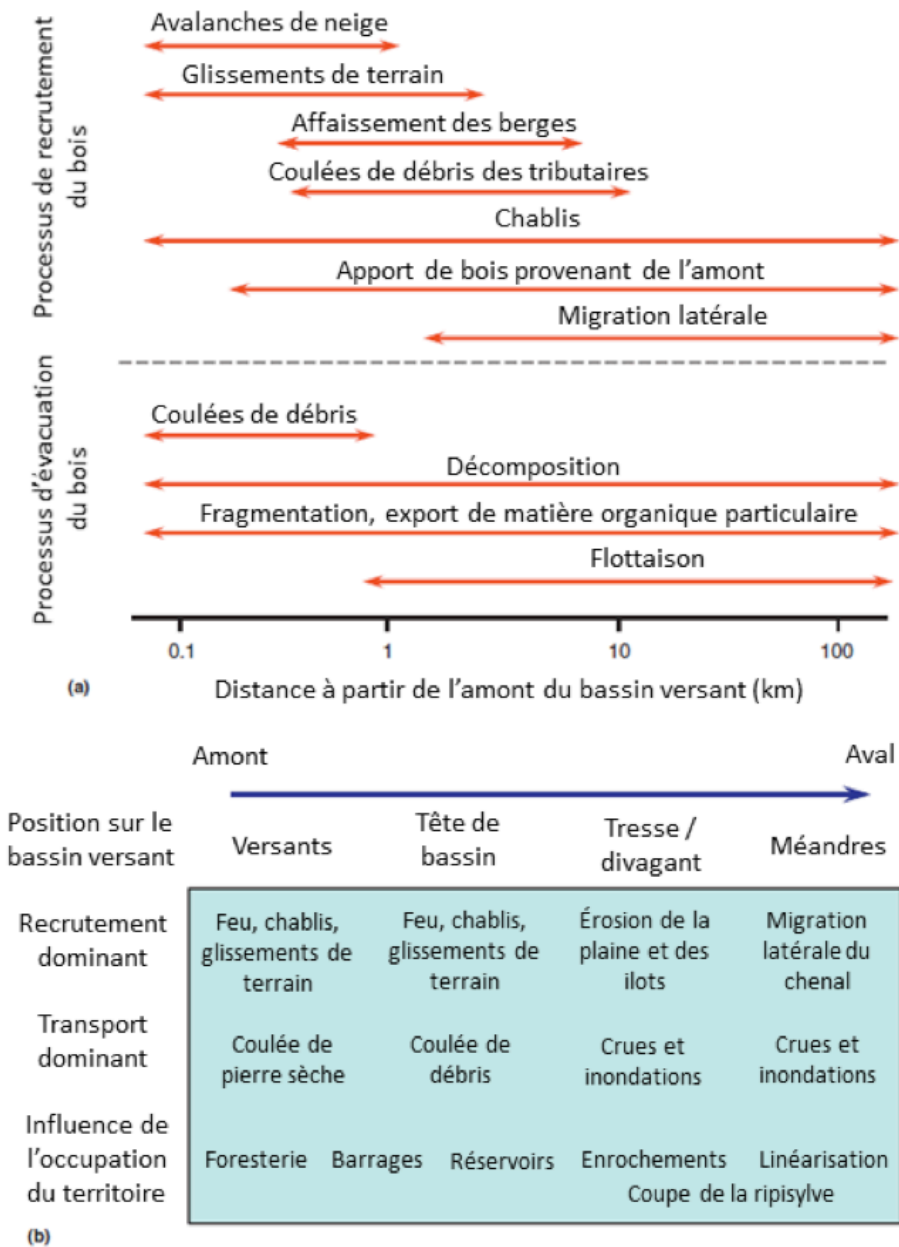 Processus de recrutement
du bois
Avalanches de neige
Glissements de terrain
Affaissement des berges
Coulées de débris des tributaires
Chablis
Apport de bois provenant de l'amont
Migration latérale
Processus d'évacuation
du bois
Coulées de débris
Décomposition
Fragmentation, export de matière organique particulaire
Flottaison
0.1 1 10 100
(a) Distance à partir de l'amont du bassin versant (km)
Amont Aval
Position sur le
bassin versant
Versants
Tête de
bassin
Tresse /
divagant
Méandres
Recrutement
dominant
Feu, chablis,
glissements de
terrain
Feu, chablis,
glissements de
terrain
Érosion de la
plaine et des
ilots
Migration
latérale du
chenal
Transport
dominant
Coulée de
pierre sèche
Coulée de
débris
Crues et
inondations
Crues et
inondations
Influence de
l'occupation
du territoire
Foresterie Barrages Réservoirs Enrochements Linéarisation
Coupe de la ripisylve
(b)